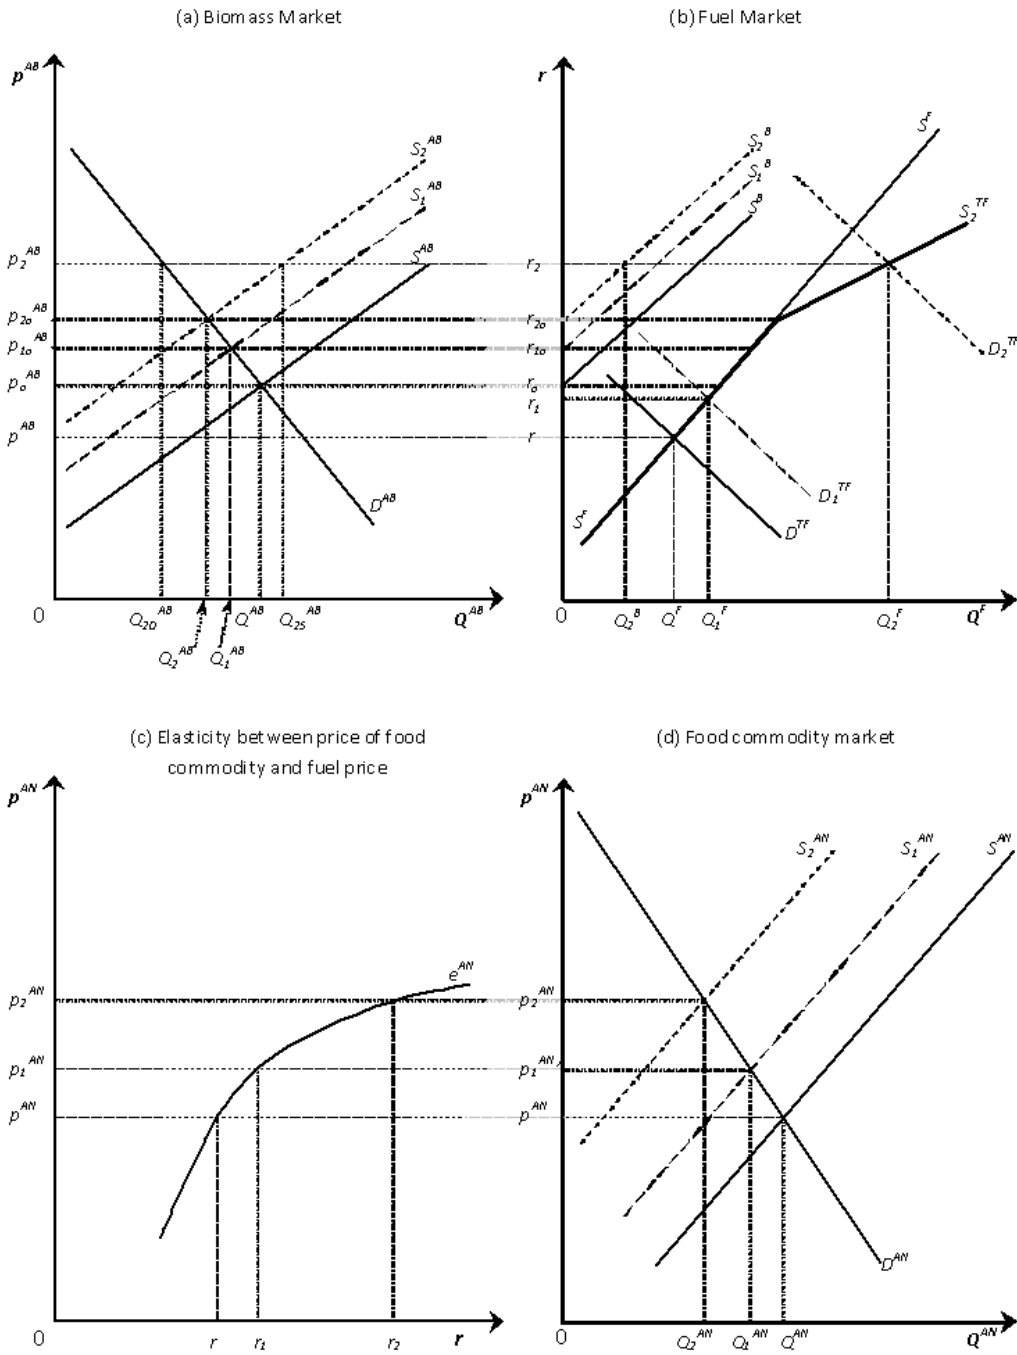 (a) Biomass Market
(b) Fuel Market
p^AB
r
S^F
S₂^AB
S₂^B
S₁^AB
S₁^B
S^AB
S^B
S₂^TF
p₂^AB
r₂
p₂ₒ^AB
r₂ₒ
p₁ₒ^AB
r₁ₒ
D₂^TF
pₒ^AB
rₒ
r₁
p^AB
r
D^AB
D₁^TF
S^F
D^TF
0
Q₂D^AB
Q^AB
Q₂S^AB
Q^AB
0
Q₂^B
Q^F
Q₁^F
Q₂^F
Q^F
Q₂^AB
Q₁^AB
(c) Elasticity between price of food
commodity and fuel price
(d) Food commodity market
p^AN
p^AN
S₂^AN
S₁^AN
S^AN
e^AN
p₂^AN
p₂^AN
p₁^AN
p₁^AN
p^AN
p^AN
D^AN
0
r
r₁
r₂
r
0
Q₂^AN
Q₁^AN
Q^AN
Q^AN